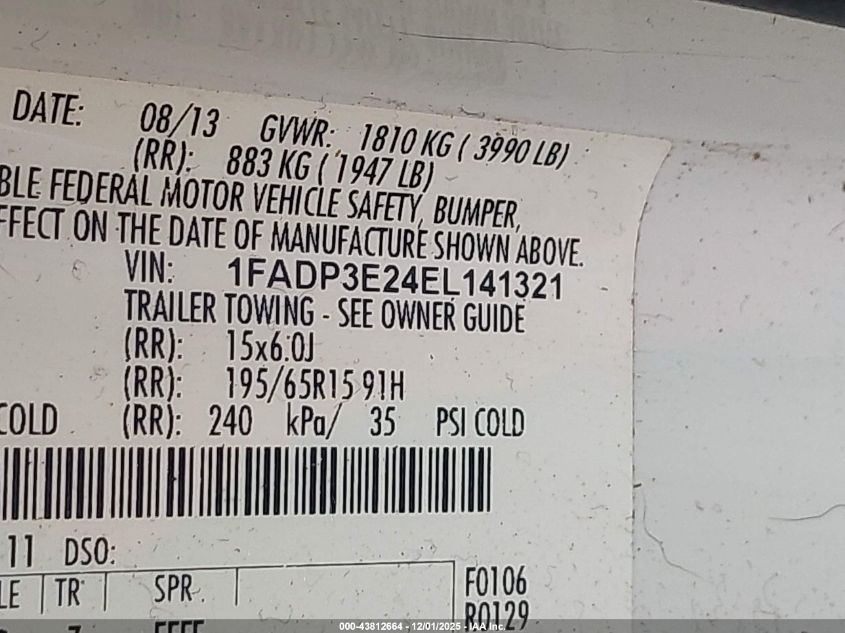 DATE: 08/13 GVWR: 1810 KG ( 3990 LB)
(RR): 883 KG ( 1947 LB)
BLE FEDERAL MOTOR VEHICLE SAFETY, BUMPER,
FFECT ON THE DATE OF MANUFACTURE SHOWN ABOVE.
VIN: 1FADP3E24EL141321
TRAILER TOWING - SEE OWNER GUIDE
(RR): 15x6.0J
(RR): 195/65R15 91H
COLD (RR): 240 kPa/ 35 PSI COLD
11 DSO:
LE TR SPR F0106
R0129
000-43812664 - 12/01/2025 - IAA Inc.